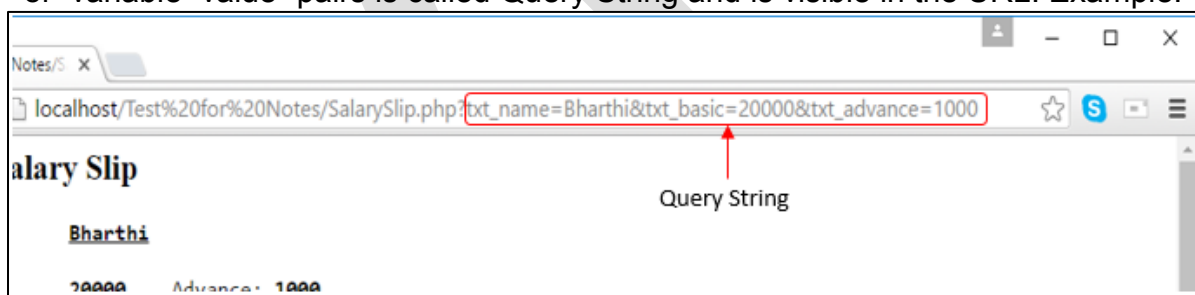 of "variable=value" pairs is called Query String and is visible in the URL. Example:
Notes/S
localhost/Test%20for%20Notes/SalarySlip.php?txt_name=Bharthi&txt_basic=20000&txt_advance=1000
alary Slip
Query String
Bharthi
20000 Advance: 1000